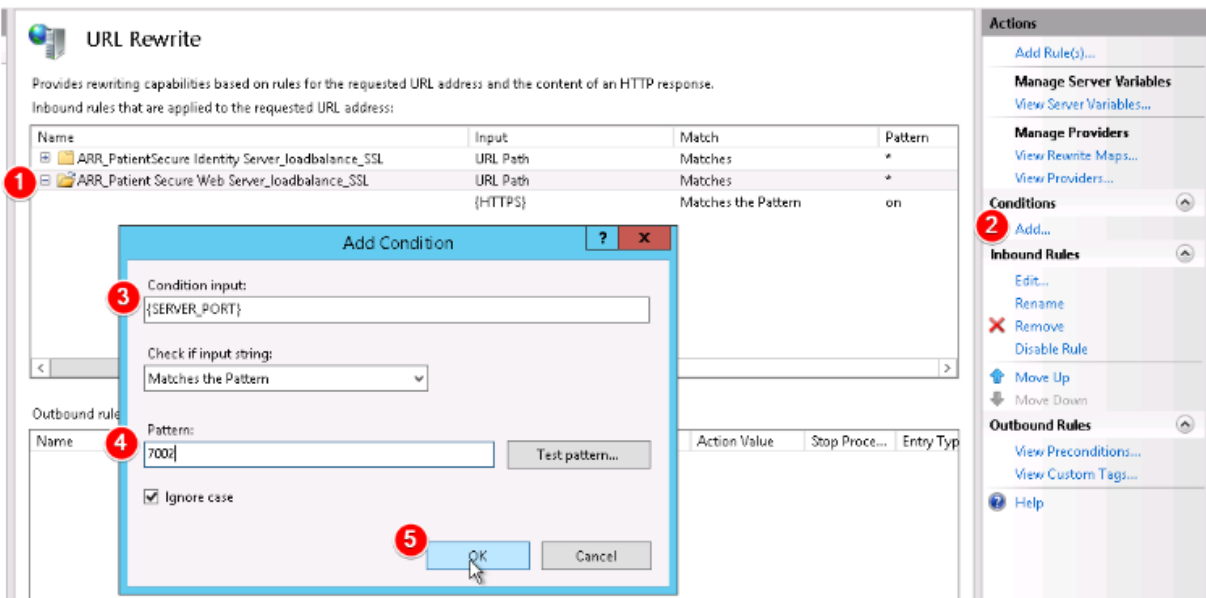 URL Rewrite
Provides rewriting capabilities based on rules for the requested URL address and the content of an HTTP response.
Inbound rules that are applied to the requested URL address:
Name Input Match Pattern
ARR_PatientSecure Identity Server_loadbalance_SSL URL Path Matches *
1 ARR_Patient Secure Web Server_loadbalance_SSL URL Path Matches *
{HTTPS} Matches the Pattern on
Add Condition ? x
3 Condition input:
{SERVER_PORT}
Check if input string:
Matches the Pattern
4 Pattern:
7002 Test pattern...
Ignore case
5 OK Cancel
Outbound rule
Name Action Value Stop Proce... Entry Typ
Actions
Add Rule(s)...
Manage Server Variables
View Server Variables...
Manage Providers
View Rewrite Maps...
View Providers...
Conditions
2 Add...
Inbound Rules
Edit...
Rename
Remove
Disable Rule
Move Up
Move Down
Outbound Rules
View Preconditions...
View Custom Tags...
? Help